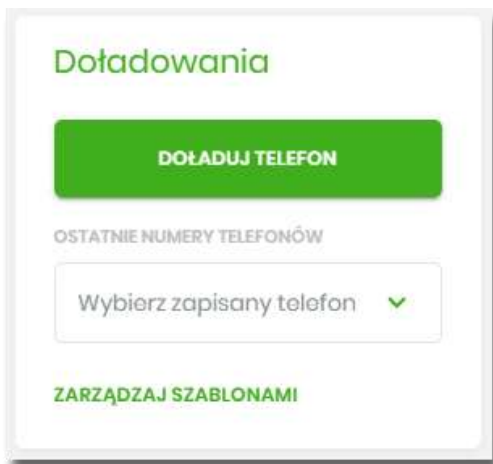 Doładowania
DOŁADUJ TELEFON
OSTATNIE NUMERY TELEFONÓW
Wybierz zapisany telefon
ZARZĄDZAJ SZABLONAMI